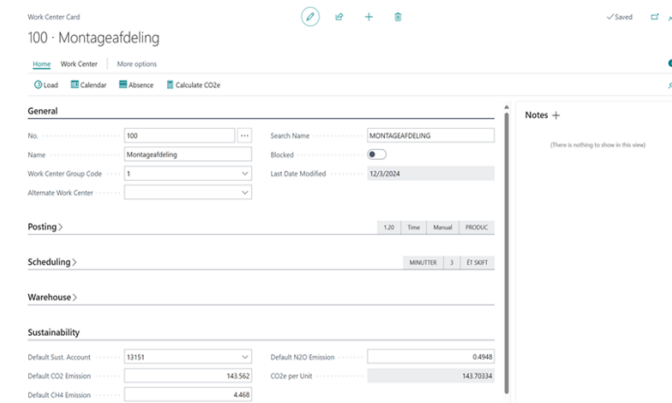 Work Center Card
Saved
100 · Montageafdeling
Home Work Center More options
Load Calendar Absence Calculate CO2e
General
No. 100 Search Name MONTAGEAFDELING
Name Montageafdeling Blocked
Work Center Group Code 1 Last Date Modified 12/3/2024
Alternate Work Center
Posting 1.20 Time Manual PRODUC
Scheduling MINUTTER 3 ÉT SKIFT
Warehouse
Sustainability
Default Sust. Account 13151 Default N2O Emission 0.4948
Default CO2 Emission 143.562 CO2e per Unit 143.70334
Default CH4 Emission 4.468
Notes
(There is nothing to show in this view)